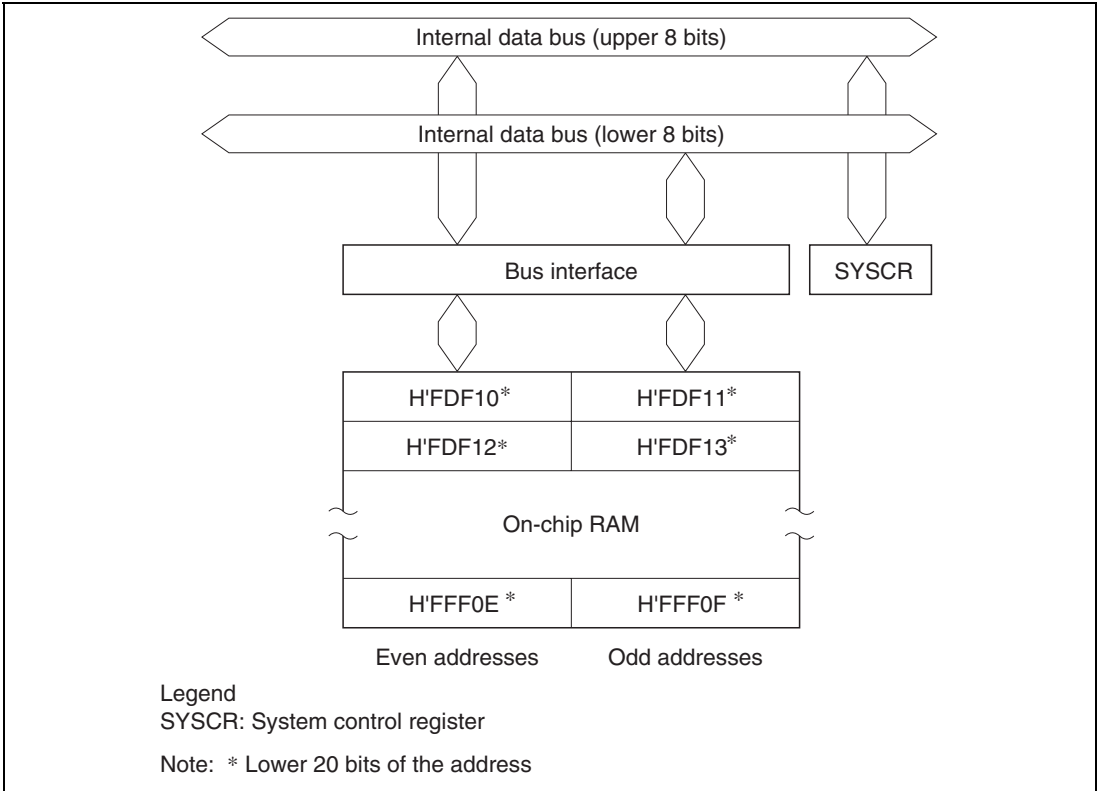 Internal data bus (upper 8 bits)
Internal data bus (lower 8 bits)
Bus interface
SYSCR
H'FDF10*
H'FDF11*
H'FDF12*
H'FDF13*
On-chip RAM
H'FFF0E *
H'FFF0F *
Even addresses
Odd addresses
Legend
SYSCR: System control register
Note: * Lower 20 bits of the address